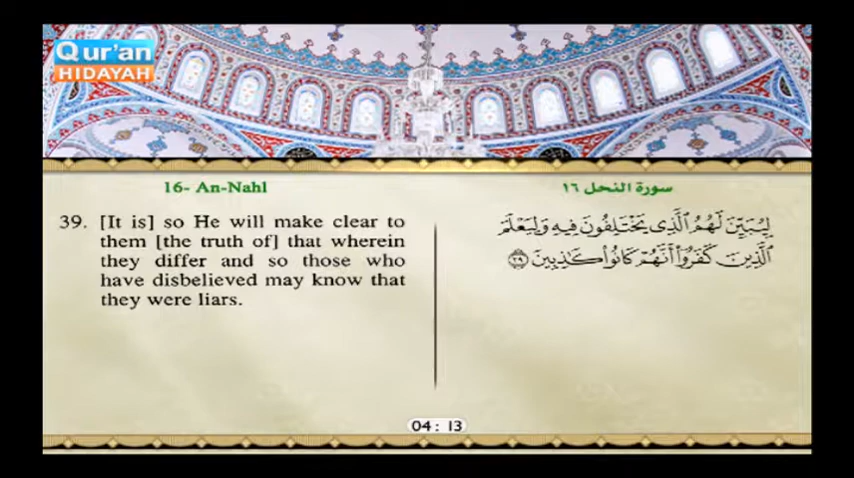 Qur'an
HIDAYAH
16- An-Nahl
39. [It is] so He will make clear to
them [the truth of] that wherein
they differ and so those who
have disbelieved may know that
they were liars.
سورة النحل ١٦
لِيُبَيِّنَ لَهُمُ ٱلَّذِى يَخْتَلِفُونَ فِيهِ وَلِيَعْلَمَ
ٱلَّذِينَ كَفَرُوٓا۟ أَنَّهُمْ كَانُوا۟ كَـٰذِبِينَ ٣٩
04 : 13